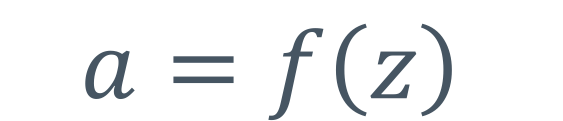 a = f(z)